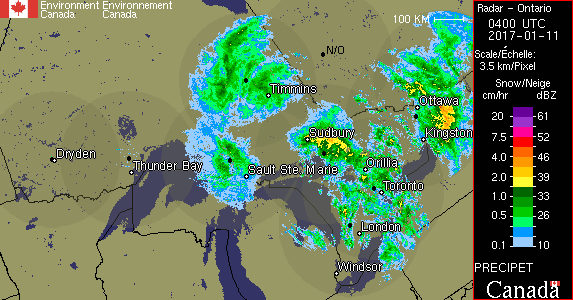 Environment Environnement
Canada Canada
100 KM
N/O
Timmins
Ottawa
Sudbury
Kingston
Dryden
Thunder Bay
Sault Ste. Marie
Orillia
Toronto
London
Windsor
Radar - Ontario
0400 UTC
2017-01-11
Scale/Échelle:
3.5 km/Pixel
Snow/Neige
cm/hr dBZ
20 61
7.5 57
5.0 52
4.0 46
2.0 39
1.0 33
0.5 26
0.1 10
PRECIPET
Canada